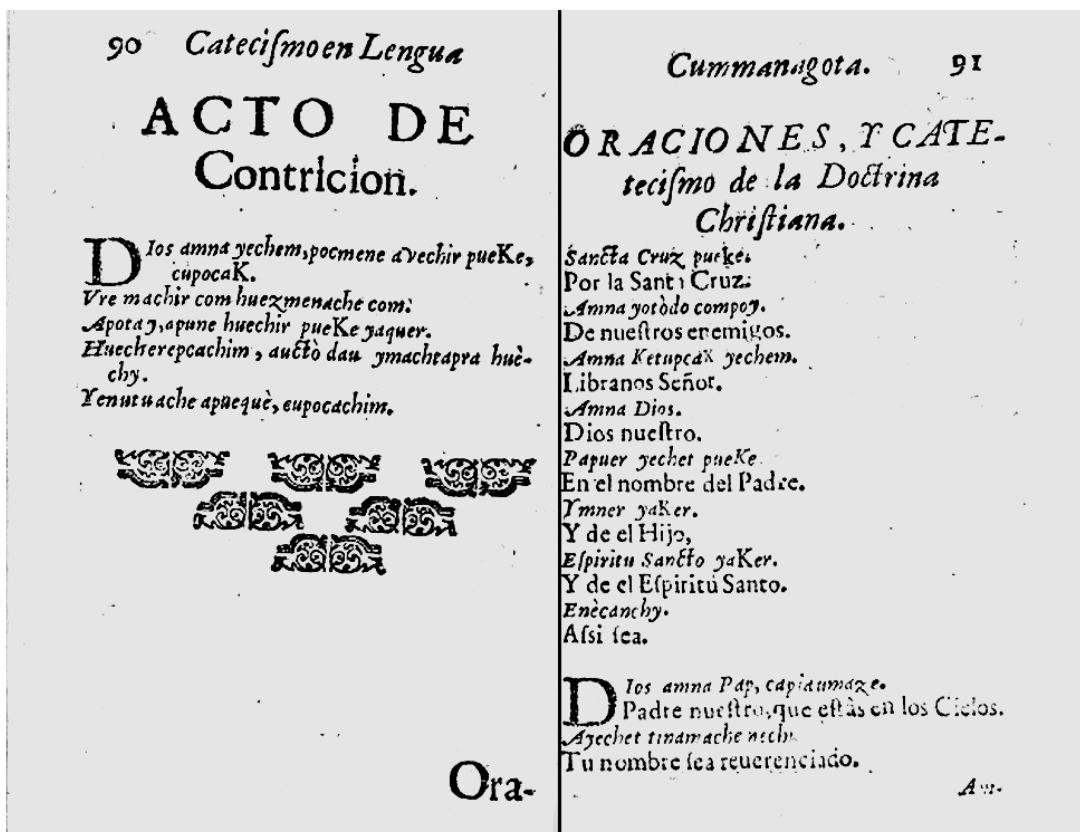 90 Cateciſmo en Lengua
ACTO DE
Contricion.
DIos amna yechem, pocmene avechir pueKe,
cupocaK.
Vre machir com huezmenache com:
Apotay, apune huechir pueKe yaquer.
Huecherepcachim, auctò dau ymachtapra huè-
chy.
Yenutuache apuequè, eupocachim.
Ora-
Cummanagota. 91
ORACIONES, Y CATE-
teciſmo de la Doctrina
Chriſtiana.
Sancta Cruz pueke.
Por la Sant Cruz:
Amna yotòdo compoy.
De nueſtros enemigos.
Amna KetupcaK yechem.
Libranos Señor.
Amna Dios.
Dios nueſtro.
Papuer yechet pueKe.
En el nombre del Padre.
Ymner yaKer.
Y de el Hijo,
Eſpiritu Sancto yaKer.
Y de el Eſpiritu Santo.
Enècanchy.
Aſsi ſea.
DIos amna Pap, capiaumaze.
Padre nueſtro, que eſtàs en los Cielos.
Ayechet tinamache
Tu nombre ſea reuerenciado.